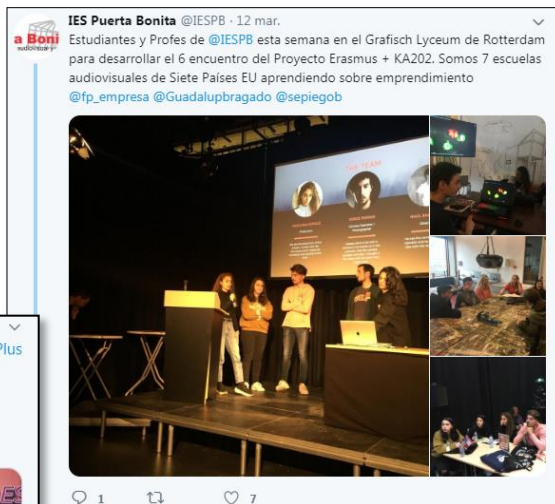 IES Puerta Bonita @IESPB · 12 mar.
a Boni
Estudiantes y Profes de @IESPB esta semana en el Grafisch Lyceum de Rotterdam
para desarrollar el 6 encuentro del Proyecto Erasmus + KA202. Somos 7 escuelas
audiovisuales de Siete Países EU aprendiendo sobre emprendimiento
@fp_empresa @Guadalupbragado @sepiegob
THE TEAM
Plus
ES
1 7